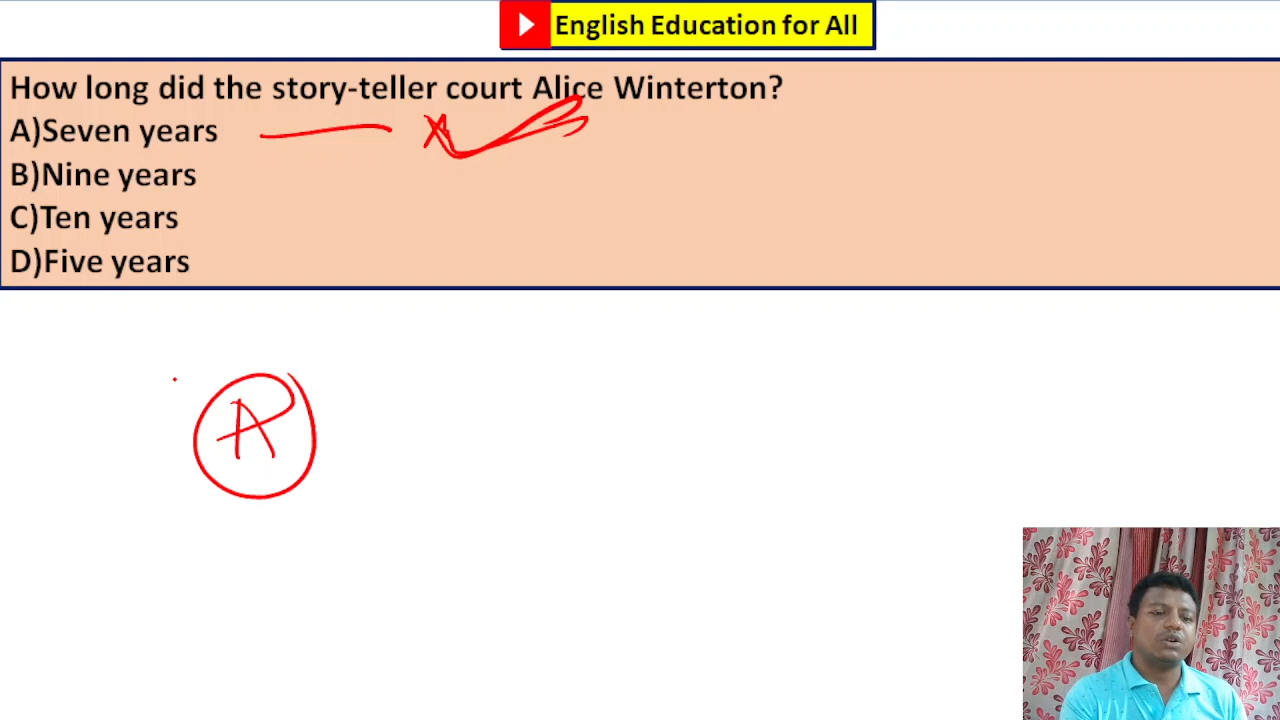 English Education for All
How long did the story-teller court Alice Winterton?
A)Seven years
B)Nine years
C)Ten years
D)Five years
A